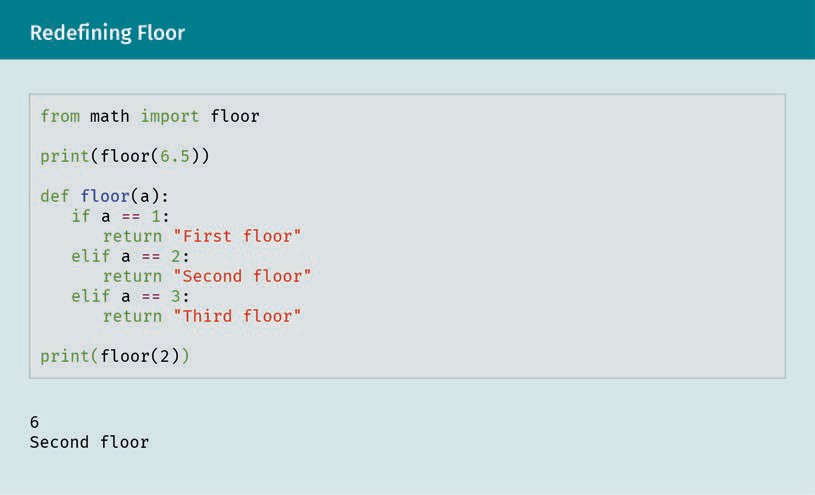 Redefining Floor
from math import floor
print(floor(6.5))
def floor(a):
if a == 1:
return "First floor"
elif a == 2:
return "Second floor"
elif a == 3:
return "Third floor"
print(floor(2))
6
Second floor